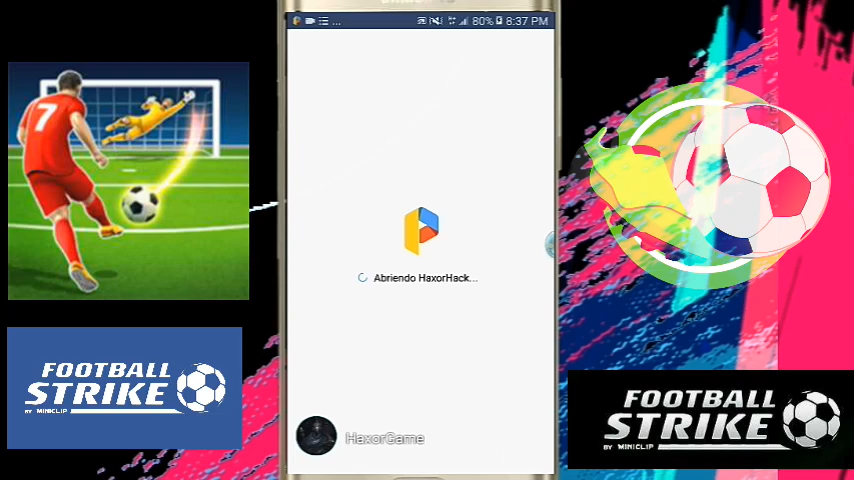 ... 80% 8:37 PM
7
Abriendo HaxorHack...
FOOTBALL
STRIKE
BY MINICLIP
HaxorGame
FOOTBALL
STRIKE
BY MINICLIP